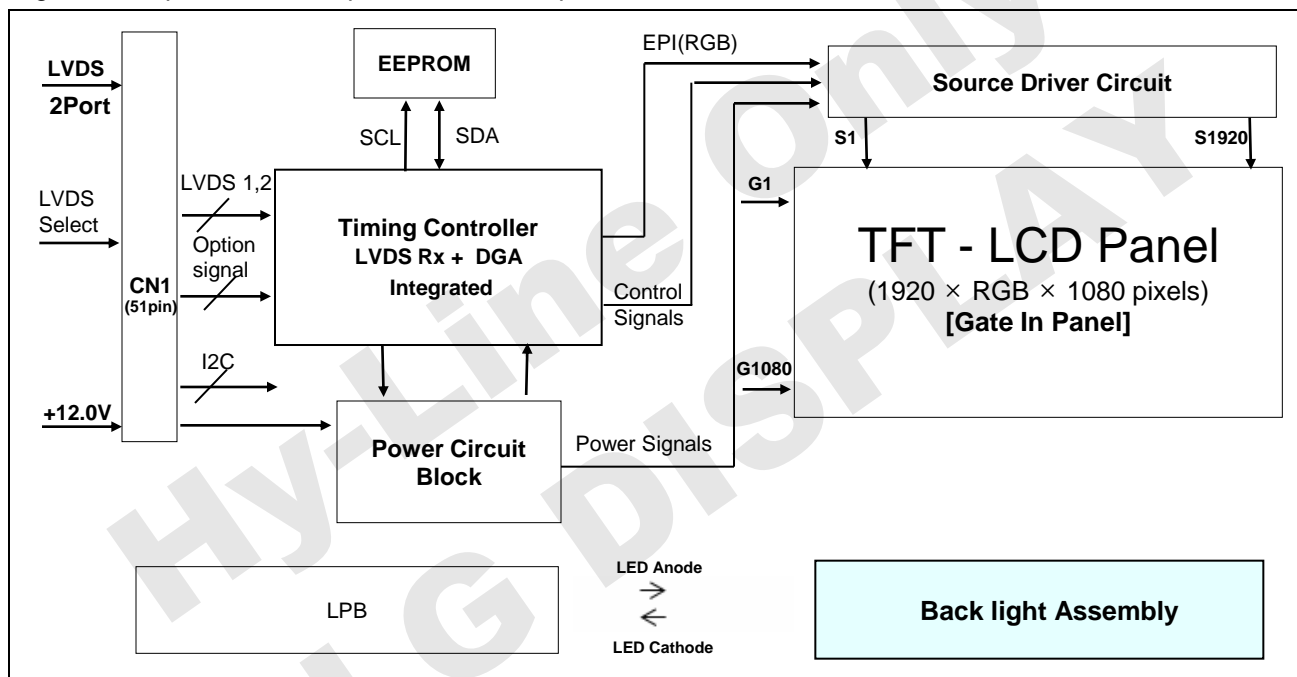 EPI(RGB)
LVDS
2Port
EEPROM
Source Driver Circuit
SCL
SDA
S1
S1920
LVDS
Select
LVDS 1,2
Option
signal
CN1
(51pin)
Timing Controller
LVDS Rx + DGA
Integrated
Control
Signals
G1
TFT - LCD Panel
(1920 × RGB × 1080 pixels)
[Gate In Panel]
G1080
I2C
+12.0V
Power Circuit
Block
Power Signals
LPB
LED Anode
LED Cathode
Back light Assembly
Hy-Line Only
LG DISPLAY